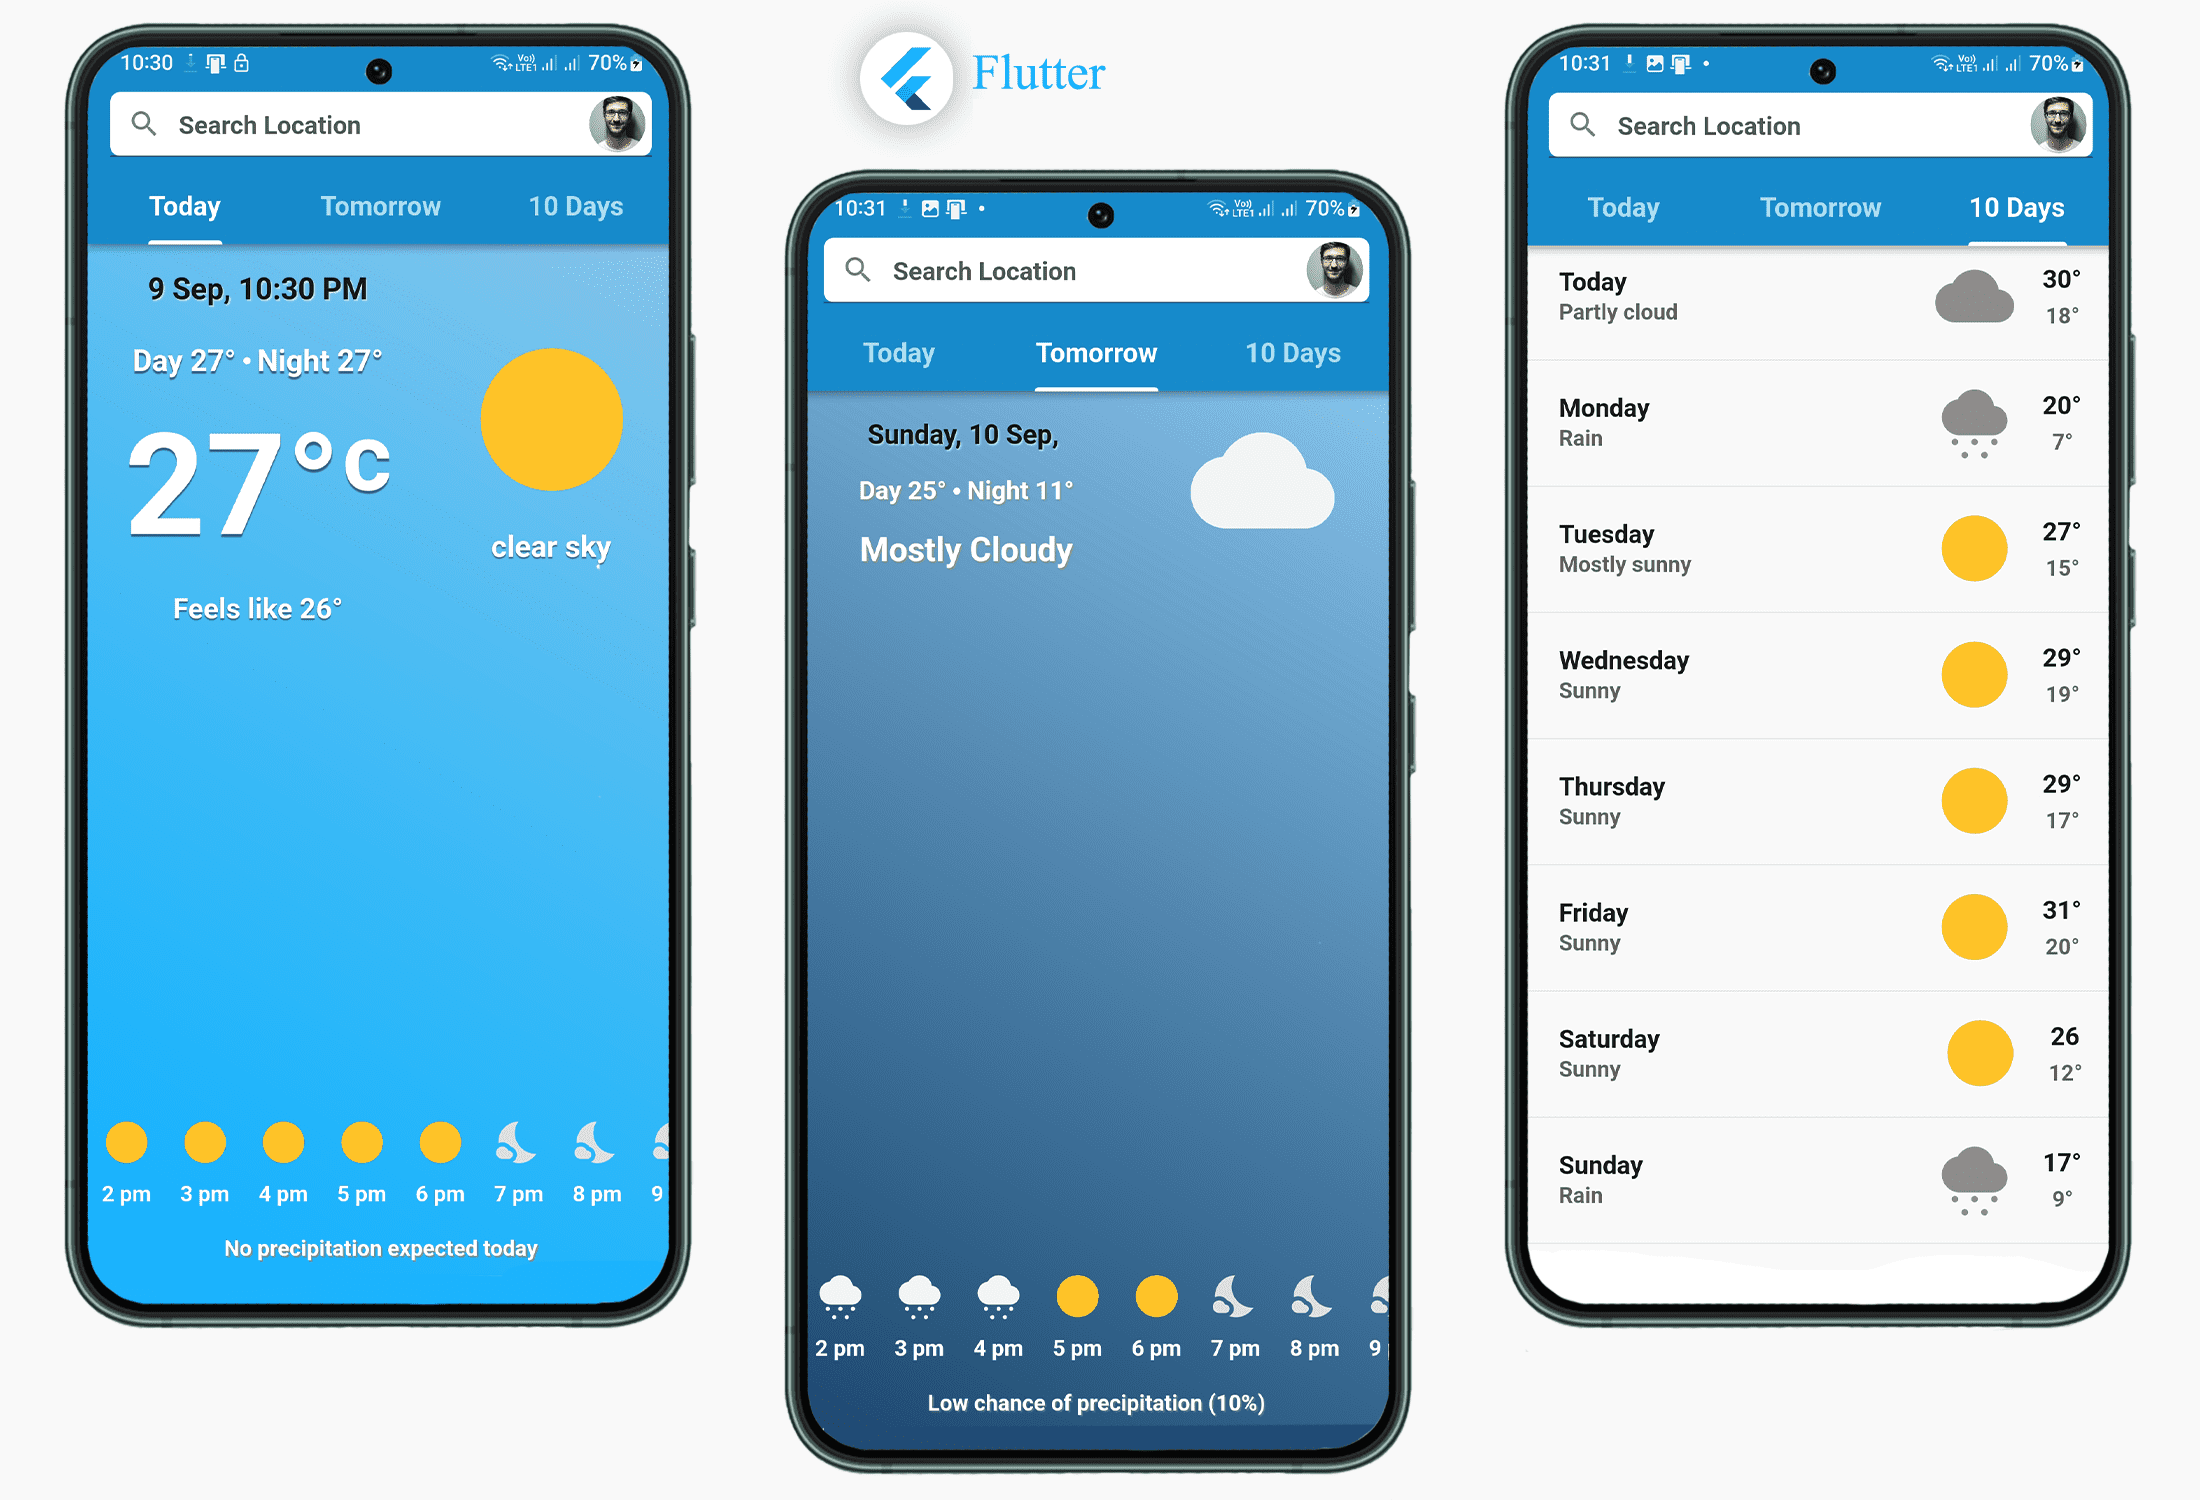 Flutter
10:30 Vo)) LTE1 70%
Search Location
Today Tomorrow 10 Days
9 Sep, 10:30 PM
Day 27° • Night 27°
27°c
clear sky
Feels like 26°
2 pm 3 pm 4 pm 5 pm 6 pm 7 pm 8 pm 9
No precipitation expected today
10:31 Vo)) LTE1 70%
Search Location
Today Tomorrow 10 Days
Sunday, 10 Sep,
Day 25° • Night 11°
Mostly Cloudy
2 pm 3 pm 4 pm 5 pm 6 pm 7 pm 8 pm 9
Low chance of precipitation (10%)
10:31 Vo)) LTE1 70%
Search Location
Today Tomorrow 10 Days
Today 30°
Partly cloud 18°
Monday 20°
Rain 7°
Tuesday 27°
Mostly sunny 15°
Wednesday 29°
Sunny 19°
Thursday 29°
Sunny 17°
Friday 31°
Sunny 20°
Saturday 26
Sunny 12°
Sunday 17°
Rain 9°